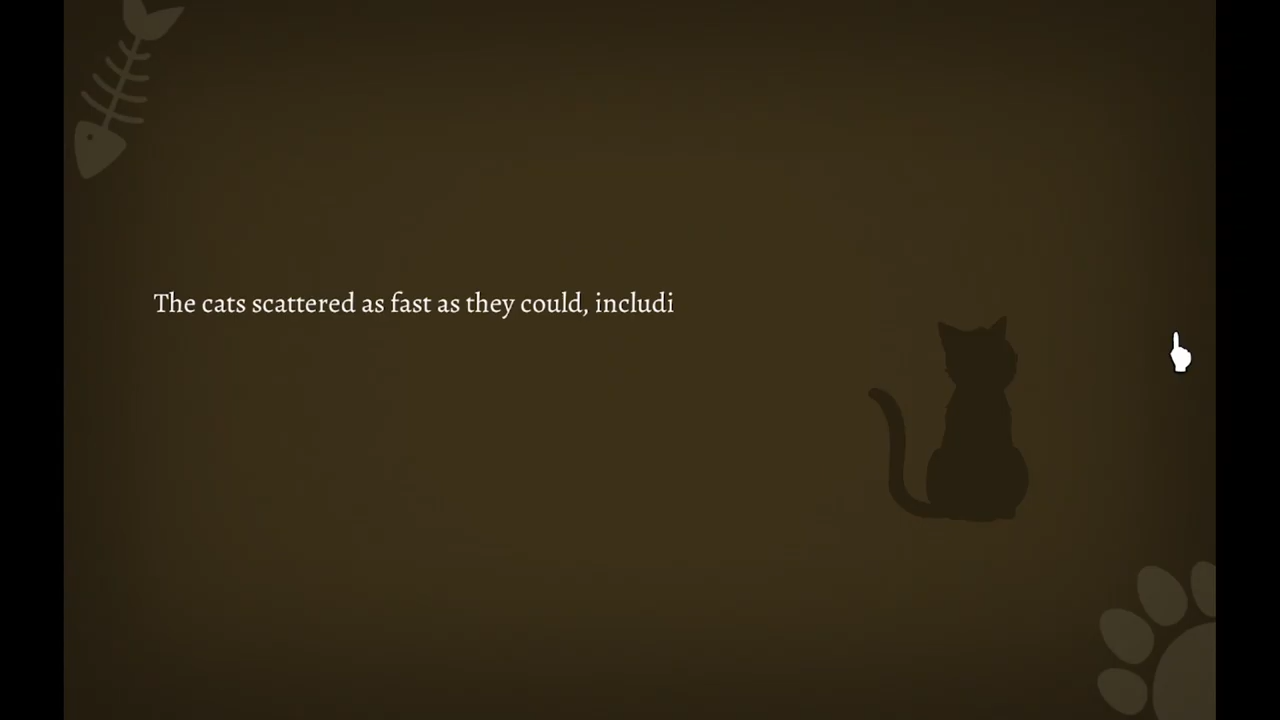 The cats scattered as fast as they could, includi